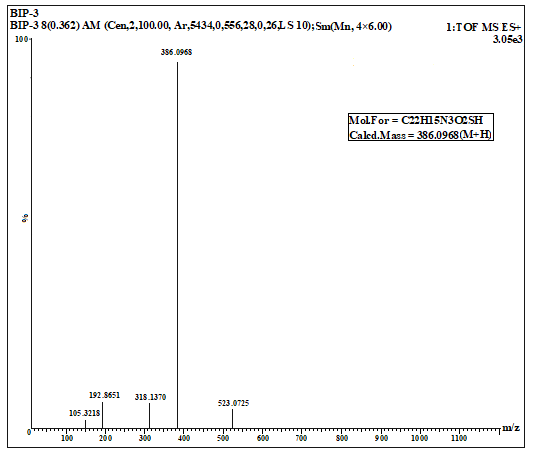 BIP-3
BIP-3 8(0.362) AM (Cen,2,100.00, Ar,5434,0,556,28,0,26,LS 10);Sm(Mn, 4×6.00)
1:TOF MS ES+
3.05e3
100
386.0968
Mol.For = C22H15N3O2SH
Calcd.Mass = 386.0968(M+H)
%
105.3218
192.8651
318.1370
523.0725
0
100 200 300 400 500 600 700 800 900 1000 1100
m/z